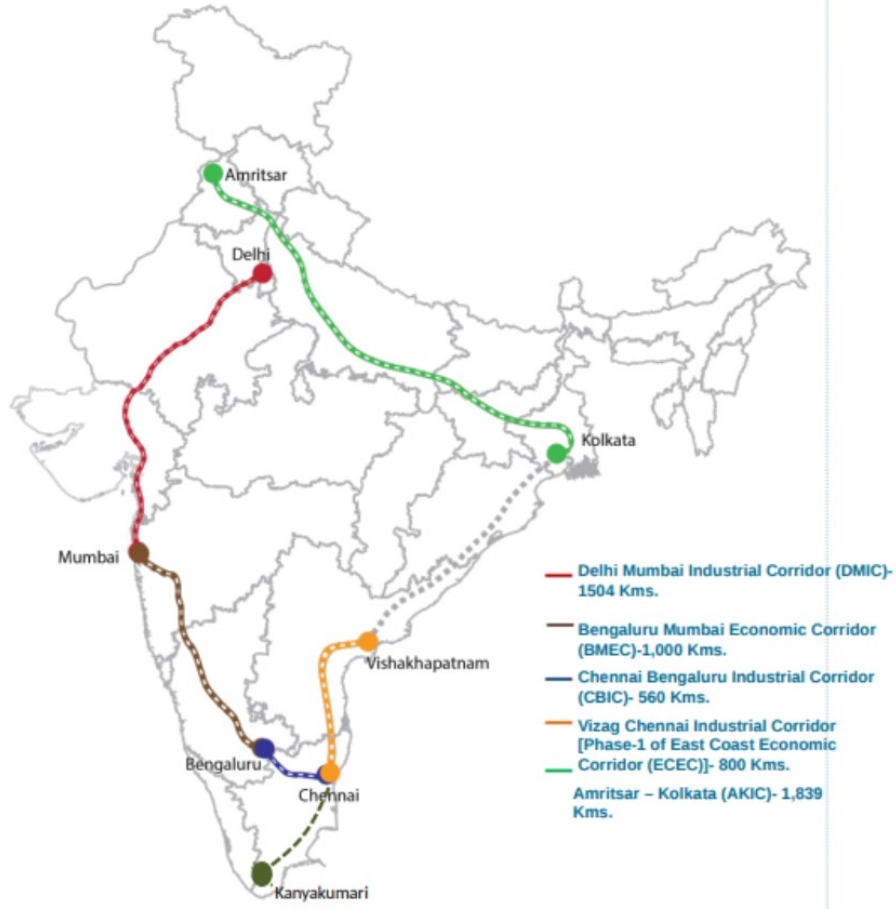 Amritsar
Delhi
Kolkata
Mumbai
Vishakhapatnam
Bengaluru
Chennai
Kanyakumari
Delhi Mumbai Industrial Corridor (DMIC)-
1504 Kms.
Bengaluru Mumbai Economic Corridor
(BMEC)-1,000 Kms.
Chennai Bengaluru Industrial Corridor
(CBIC)- 560 Kms.
Vizag Chennai Industrial Corridor
[Phase-1 of East Coast Economic
Corridor (ECEC)]- 800 Kms.
Amritsar – Kolkata (AKIC)- 1,839
Kms.